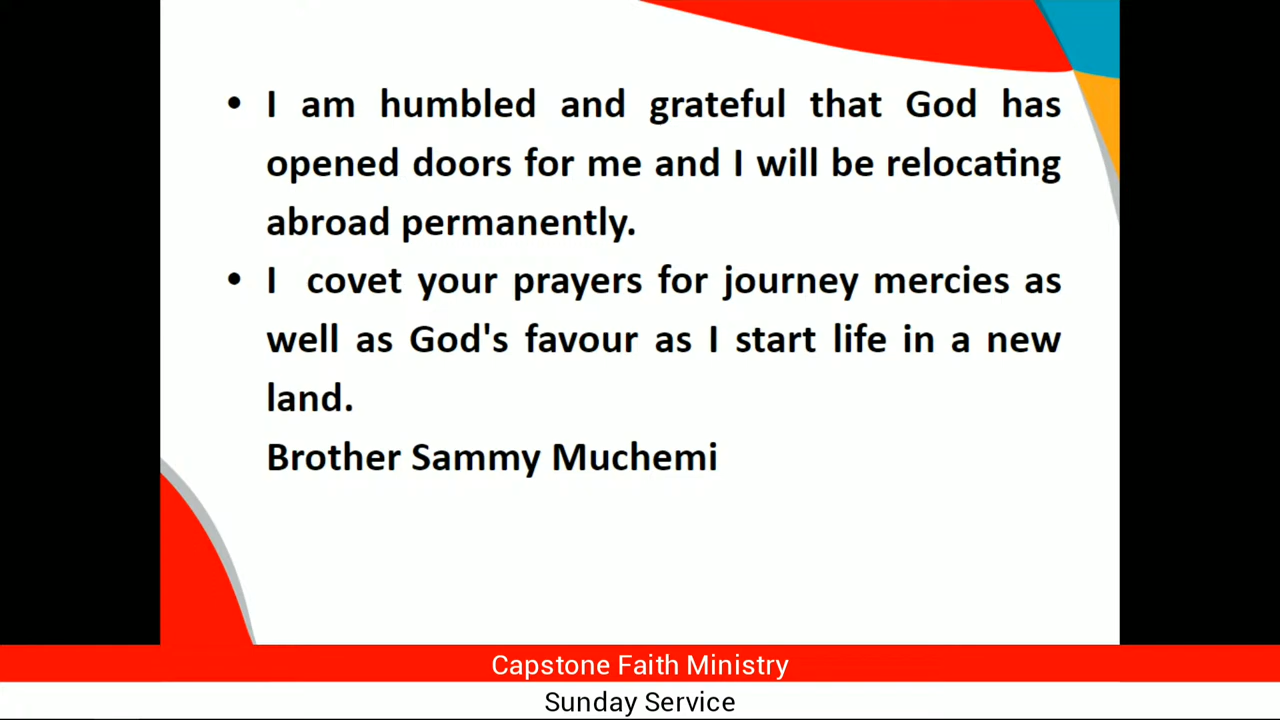 • I am humbled and grateful that God has
opened doors for me and I will be relocating
abroad permanently.
• I covet your prayers for journey mercies as
well as God's favour as I start life in a new
land.
Brother Sammy Muchemi
Capstone Faith Ministry
Sunday Service